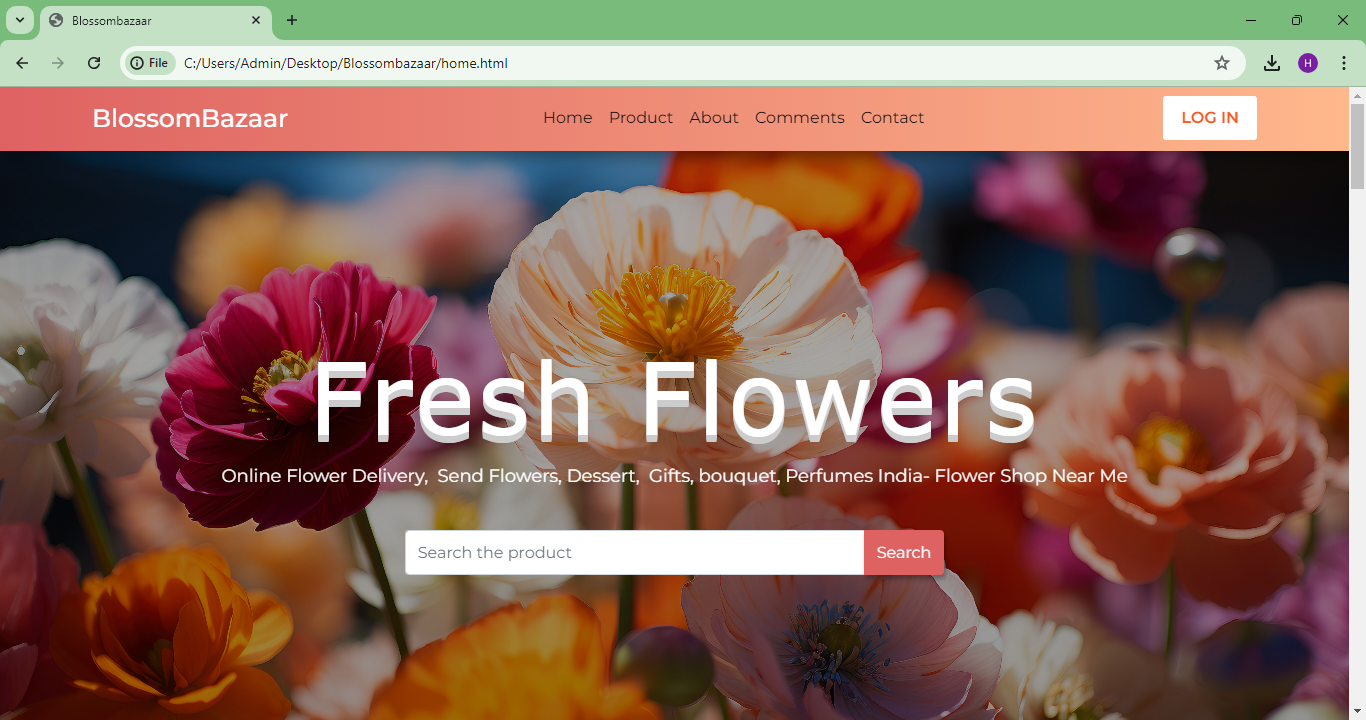 Blossombazaar
File
C:/Users/Admin/Desktop/Blossombazaar/home.html
H
BlossomBazaar
Home Product About Comments Contact
LOG IN
Fresh Flowers
Online Flower Delivery, Send Flowers, Dessert, Gifts, bouquet, Perfumes India- Flower Shop Near Me
Search the product
Search